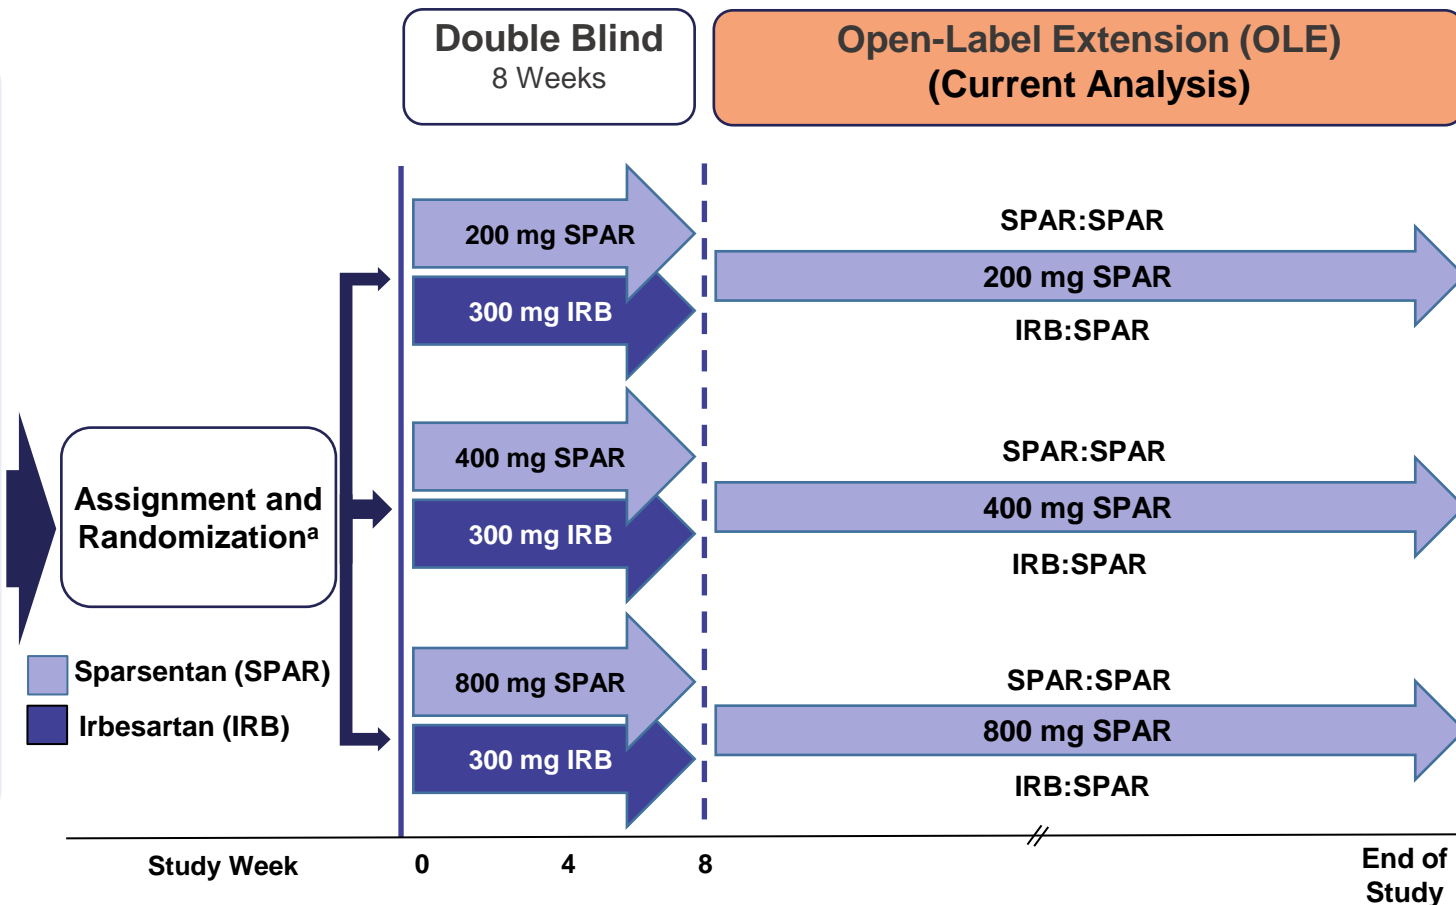 Double Blind
8 Weeks
Open-Label Extension (OLE)
(Current Analysis)
200 mg SPAR
300 mg IRB
SPAR:SPAR
200 mg SPAR
IRB:SPAR
Assignment and
Randomizationᵃ
400 mg SPAR
300 mg IRB
SPAR:SPAR
400 mg SPAR
IRB:SPAR
Sparsentan (SPAR)
Irbesartan (IRB)
800 mg SPAR
300 mg IRB
SPAR:SPAR
800 mg SPAR
IRB:SPAR
Study Week 0 4 8 End of
Study